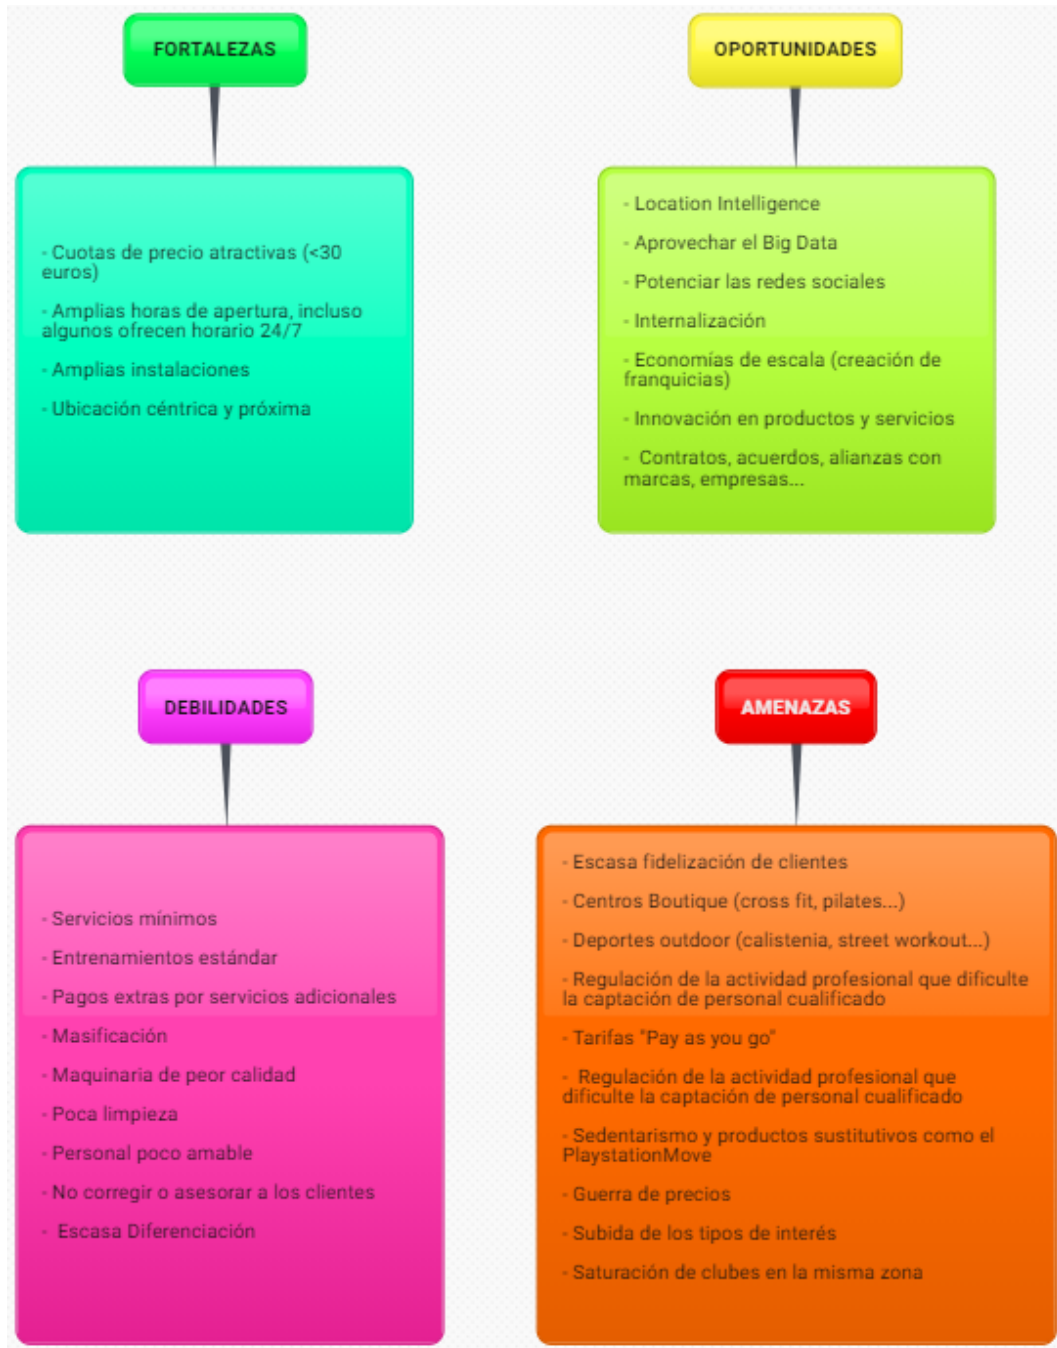 FORTALEZAS
- Cuotas de precio atractivas (<30
euros)
- Amplias horas de apertura, incluso
algunos ofrecen horario 24/7
- Amplias instalaciones
- Ubicación céntrica y próxima
OPORTUNIDADES
- Location Intelligence
- Aprovechar el Big Data
- Potenciar las redes sociales
- Internalización
- Economías de escala (creación de
franquicias)
- Innovación en productos y servicios
- Contratos, acuerdos, alianzas con
marcas, empresas...
DEBILIDADES
- Servicios mínimos
- Entrenamientos estándar
- Pagos extras por servicios adicionales
- Masificación
- Maquinaria de peor calidad
- Poca limpieza
- Personal poco amable
- No corregir o asesorar a los clientes
- Escasa Diferenciación
AMENAZAS
- Escasa fidelización de clientes
- Centros Boutique (cross fit, pilates...)
- Deportes outdoor (calistenia, street workout...)
- Regulación de la actividad profesional que dificulte
la captación de personal cualificado
- Tarifas "Pay as you go"
- Regulación de la actividad profesional que
dificulte la captación de personal cualificado
- Sedentarismo y productos sustitutivos como el
PlaystationMove
- Guerra de precios
- Subida de los tipos de interés
- Saturación de clubes en la misma zona